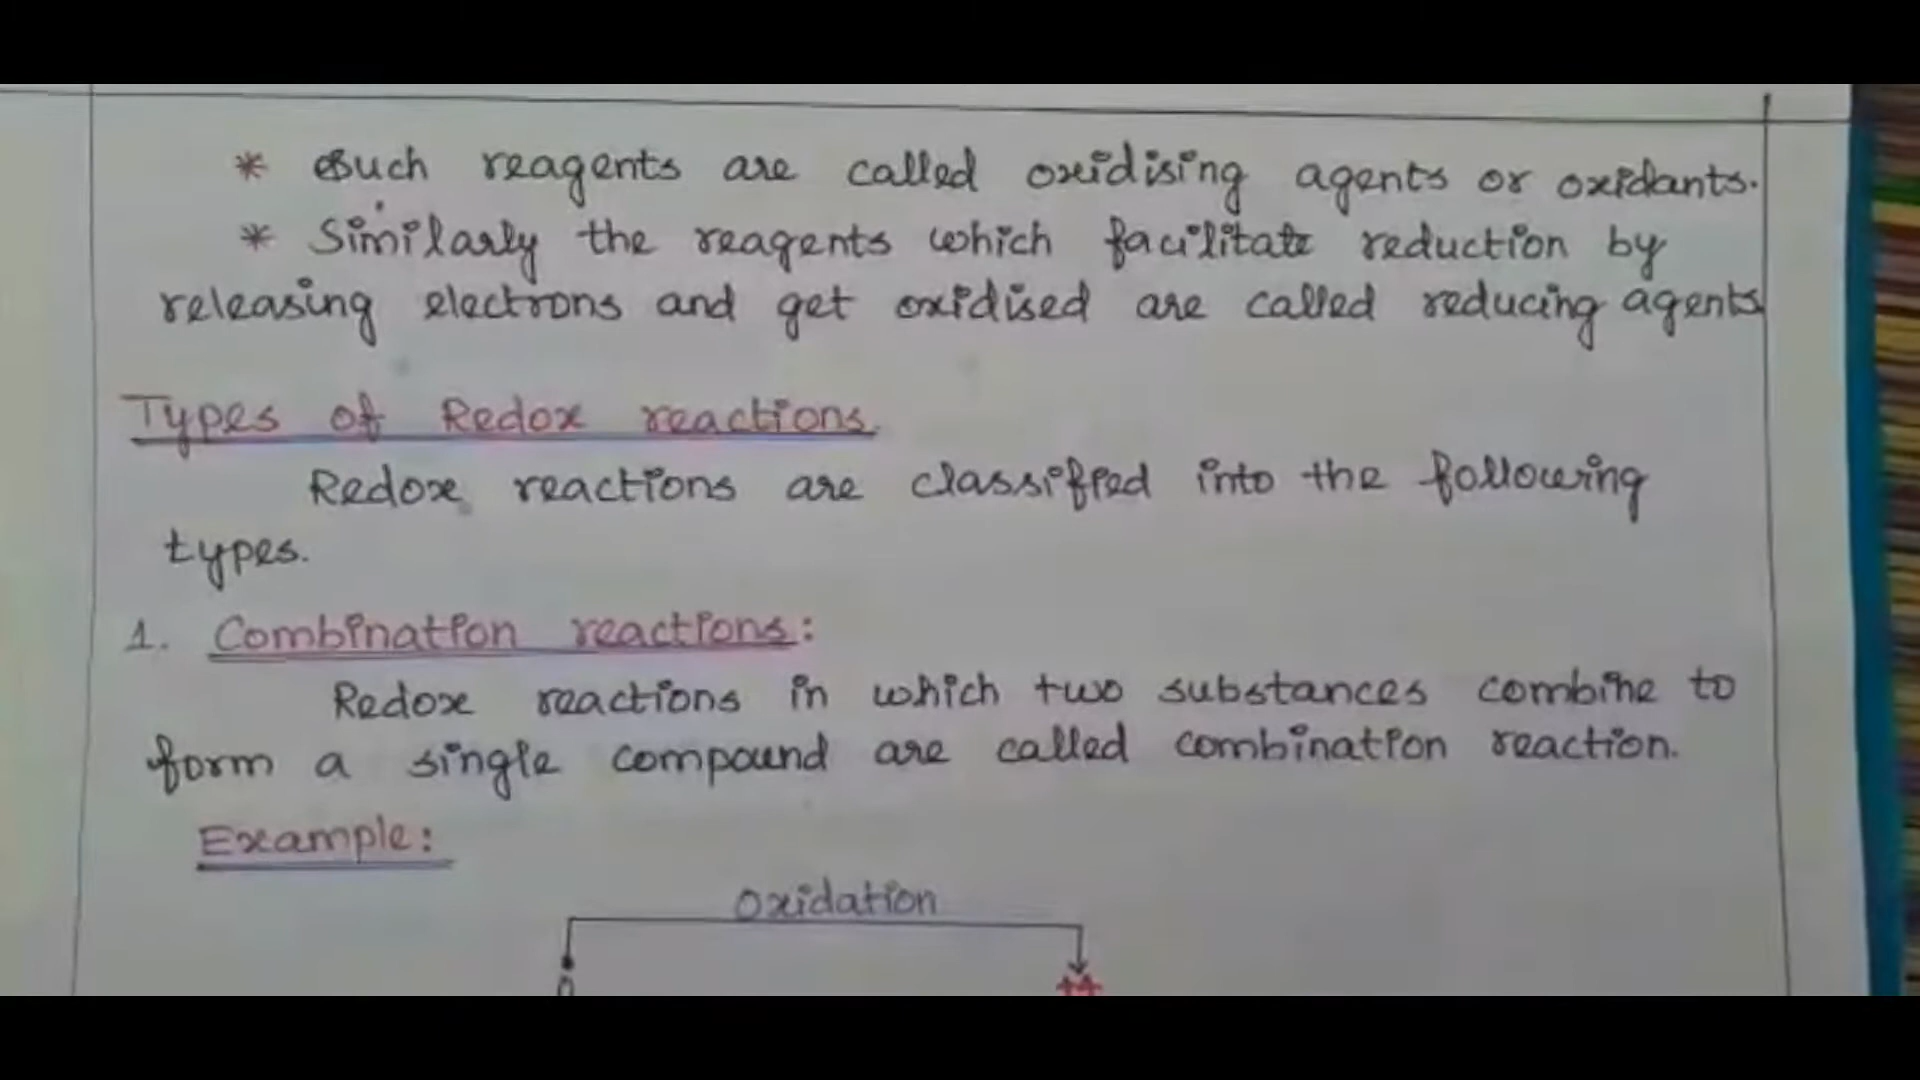 * Such reagents are called oxidising agents or oxidants.
* Similarly the reagents which facilitate reduction by
releasing electrons and get oxidised are called reducing agents
Types of Redox reactions.
Redox reactions are classified into the following
types.
1. Combination reactions:
Redox reactions in which two substances combine to
form a single compound are called combination reaction.
Example:
Oxidation
0 +4